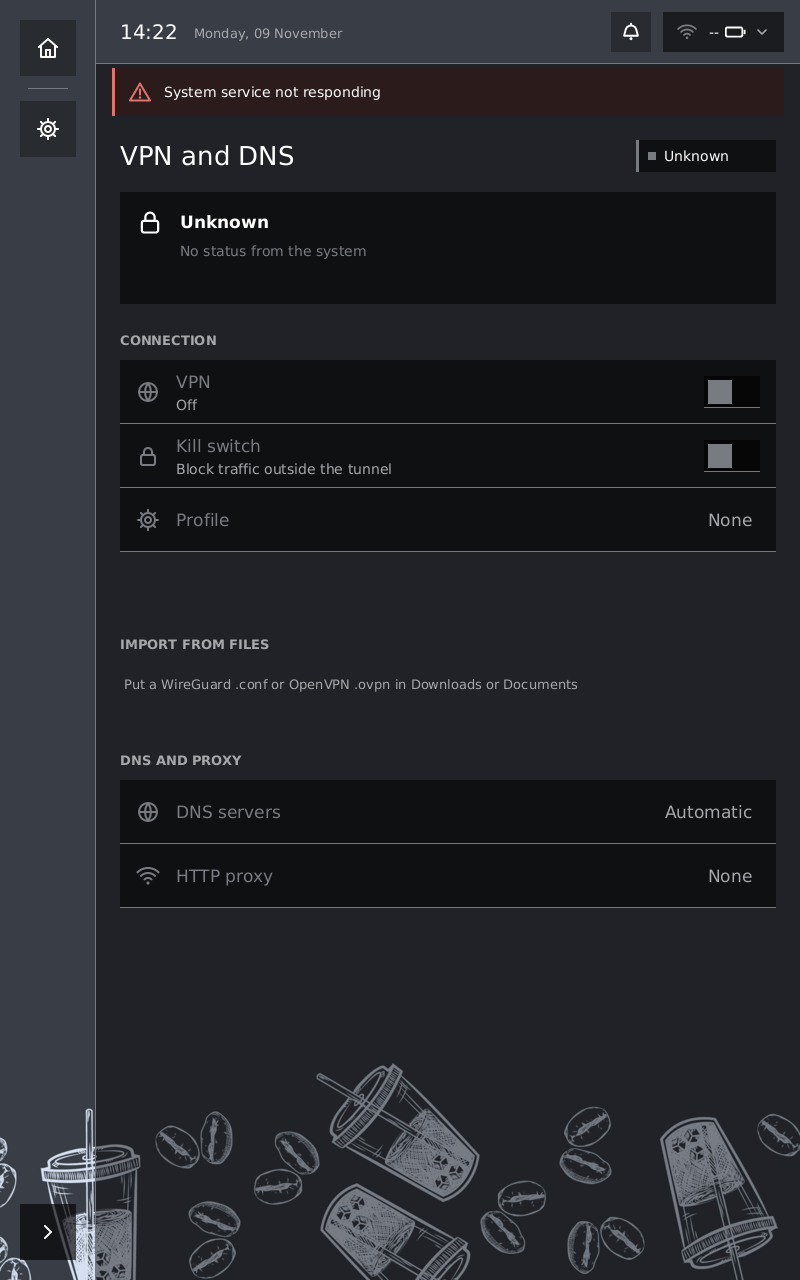 14:22 Monday, 09 November
--
System service not responding
VPN and DNS
Unknown
Unknown
No status from the system
CONNECTION
VPN
Off
Kill switch
Block traffic outside the tunnel
Profile None
IMPORT FROM FILES
Put a WireGuard .conf or OpenVPN .ovpn in Downloads or Documents
DNS AND PROXY
DNS servers Automatic
HTTP proxy None